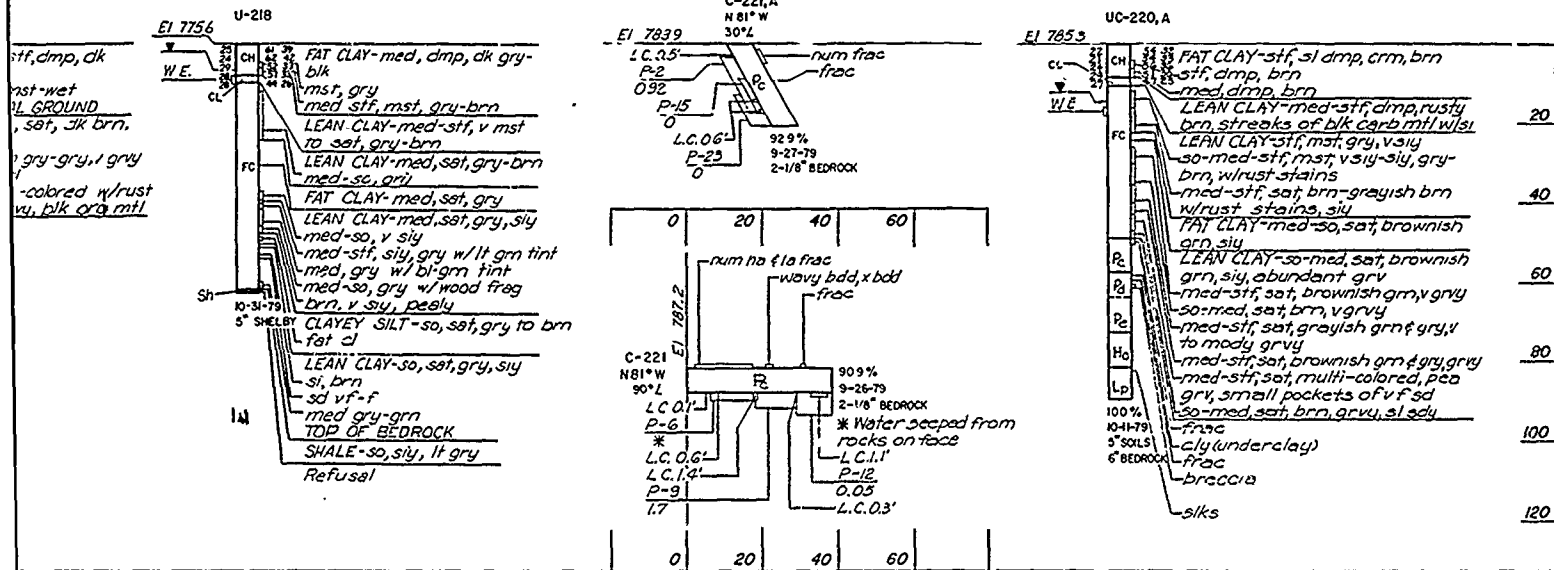 stf, dmp, dk
mst-wet
L GROUND
, sat, dk brn.
gry-gry, v grvy
-colored w/rust
vy, blk org mtl
U-218
El 7756
W.E.
CH
CL
FC
Sh
10-31-79
5" SHELBY
FAT CLAY-med, dmp, dk gry-
blk
mst, gry
med stf, mst, gry-brn
LEAN CLAY-med-stf, v mst
to sat, gry-brn
LEAN CLAY-med, sat, gry-brn
med-so, gry
FAT CLAY-med, sat, gry
LEAN CLAY-med, sat, gry, siy
med-so, v siy
med-stf, siy, gry w/lt grn tint
med, gry w/bl-grn tint
med-so, gry w/wood frag
brn, v siy, peaty
CLAYEY SILT-so, sat, gry to brn
fat cl
LEAN CLAY-so, sat, gry, siy
si, brn
sd vf-f
med gry-grn
TOP OF BEDROCK
SHALE-so, siy, lt gry
Refusal
C-221, A
N 81° W
30°∠
El 7839
L.C. 0.5'
P-2
0.92
P-15
0
L.C. 0.6'
P-23
0
num frac
frac
Pc
92.9%
9-27-79
2-1/8" BEDROCK
0 20 40 60
num ha & la frac
wavy bdd, x bdd
frac
El 787.2
C-221
N81°W
90°∠
Pc
90.9%
9-26-79
2-1/8" BEDROCK
* Water seeped from
rocks on face
L.C. 0.1'
P-6
*
L.C. 0.6'
L.C. 1.4'
P-9
1.7
L.C. 1.1'
P-12
0.05
L.C. 0.3'
0 20 40 60
UC-220, A
El 7853
CL
W.E.
CH
FC
Pc
Pd
Pe
Ho
Lp
100%
10-11-79
5" SOILS
6" BEDROCK
FAT CLAY-stf, sl dmp, crm, brn
stf, dmp, brn
med, dmp, brn
LEAN CLAY-med-stf, dmp, rusty
brn, streaks of blk carb mtl w/si
LEAN CLAY-stf, mst, gry, v siy
so-med-stf, mst, v siy-siy, gry-
brn, w/rust stains
med-stf, sat, brn-grayish brn
w/rust stains, siy
FAT CLAY-med-so, sat, brownish
grn, siy
LEAN CLAY-so-med, sat, brownish
grn, siy, abundant grv
med-stf, sat, brownish grn, v grvy
so-med, sat, brn, v grvy
med-stf, sat, grayish grn & gry, v
to mody grvy
med-stf, sat, brownish grn & gry, grvy
med-stf, sat, multi-colored, pea
grv, small pockets of v f sd
so-med, sat, brn, grvy, sl sdy
frac
cly (underclay)
frac
breccia
slks
20
40
60
80
100
120